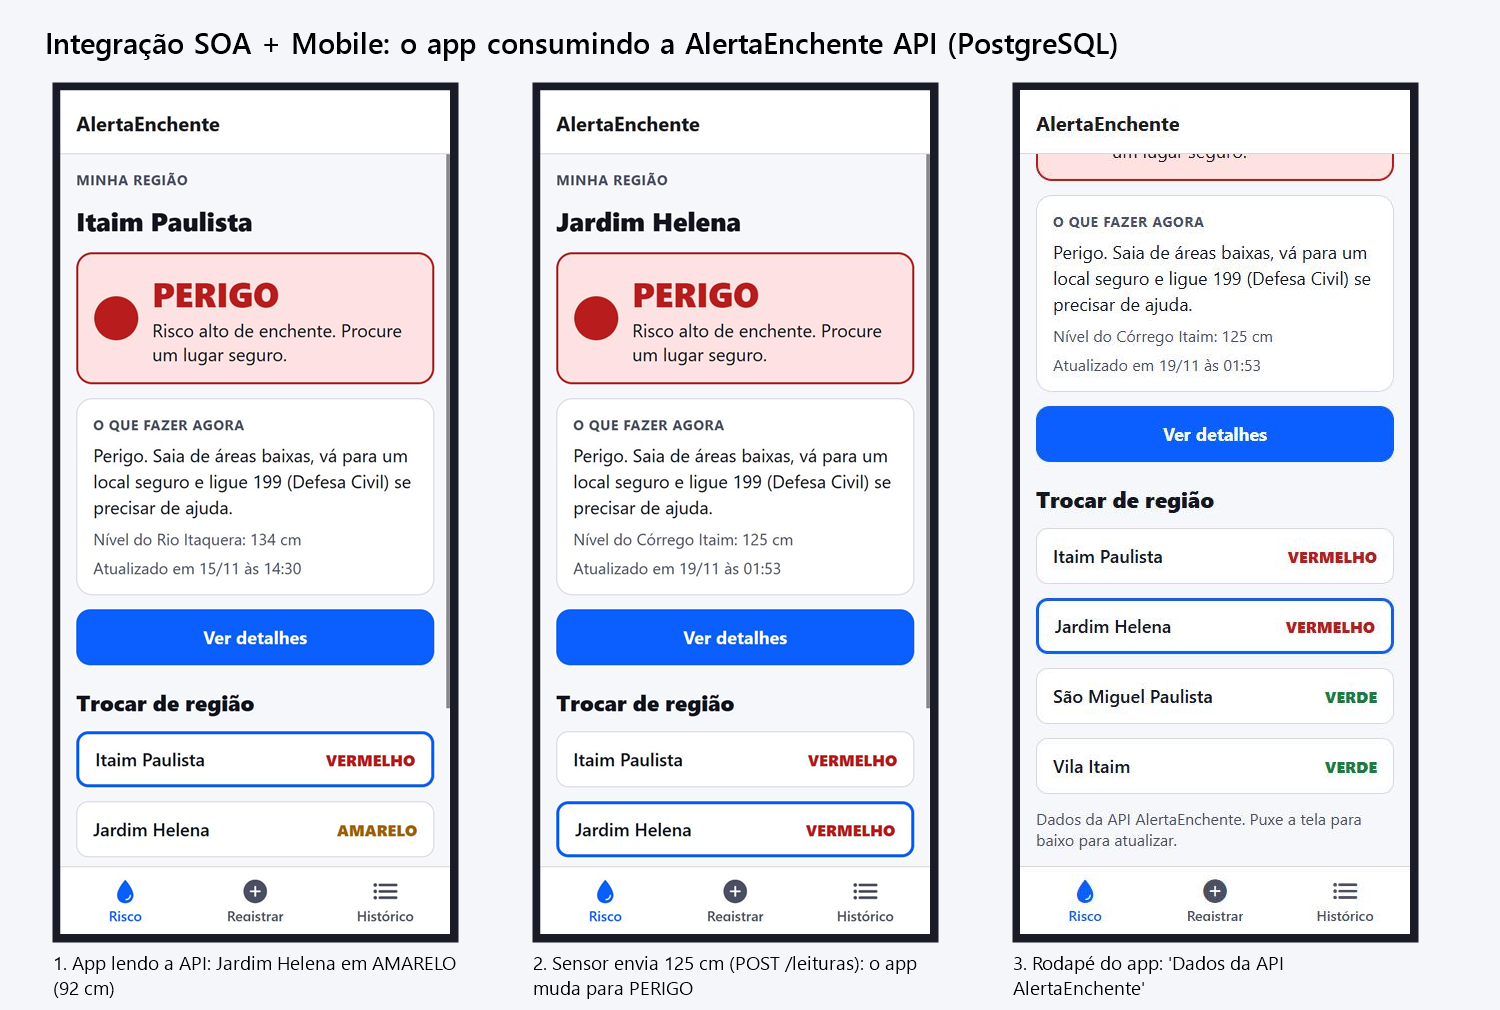 Integração SOA + Mobile: o app consumindo a AlertaEnchente API (PostgreSQL)
AlertaEnchente
MINHA REGIÃO
Itaim Paulista
PERIGO
Risco alto de enchente. Procure
um lugar seguro.
O QUE FAZER AGORA
Perigo. Saia de áreas baixas, vá para um
local seguro e ligue 199 (Defesa Civil) se
precisar de ajuda.
Nível do Rio Itaquera: 134 cm
Atualizado em 15/11 às 14:30
Ver detalhes
Trocar de região
Itaim Paulista VERMELHO
Jardim Helena AMARELO
Risco Registrar Histórico
1. App lendo a API: Jardim Helena em AMARELO
(92 cm)
AlertaEnchente
MINHA REGIÃO
Jardim Helena
PERIGO
Risco alto de enchente. Procure
um lugar seguro.
O QUE FAZER AGORA
Perigo. Saia de áreas baixas, vá para um
local seguro e ligue 199 (Defesa Civil) se
precisar de ajuda.
Nível do Córrego Itaim: 125 cm
Atualizado em 19/11 às 01:53
Ver detalhes
Trocar de região
Itaim Paulista VERMELHO
Jardim Helena VERMELHO
Risco Registrar Histórico
2. Sensor envia 125 cm (POST /leituras): o app
muda para PERIGO
AlertaEnchente
um lugar seguro.
O QUE FAZER AGORA
Perigo. Saia de áreas baixas, vá para um
local seguro e ligue 199 (Defesa Civil) se
precisar de ajuda.
Nível do Córrego Itaim: 125 cm
Atualizado em 19/11 às 01:53
Ver detalhes
Trocar de região
Itaim Paulista VERMELHO
Jardim Helena VERMELHO
São Miguel Paulista VERDE
Vila Itaim VERDE
Dados da API AlertaEnchente. Puxe a tela para
baixo para atualizar.
Risco Registrar Histórico
3. Rodapé do app: 'Dados da API
AlertaEnchente'